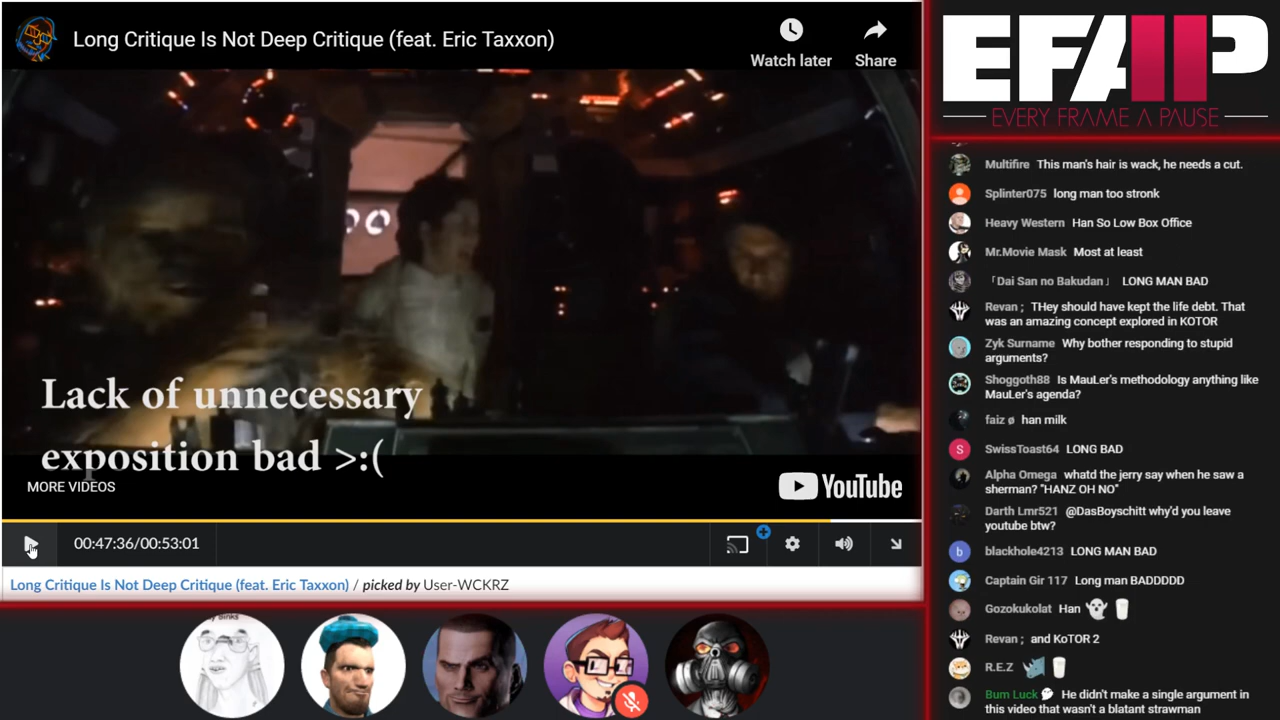 Long Critique Is Not Deep Critique (feat. Eric Taxxon)
Watch later
Share
Lack of unnecessary
exposition bad >:(
MORE VIDEOS
YouTube
00:47:36/00:53:01
Long Critique Is Not Deep Critique (feat. Eric Taxxon) / picked by User-WCKRZ
EFAP
EVERY FRAME A PAUSE
Multifire This man's hair is wack, he needs a cut.
Splinter075 long man too stronk
Heavy Western Han So Low Box Office
Mr.Movie Mask Most at least
「Dai San no Bakudan」 LONG MAN BAD
Revan ; THey should have kept the life debt. That
was an amazing concept explored in KOTOR
Zyk Surname Why bother responding to stupid
arguments?
Shoggoth88 Is MauLer's methodology anything like
MauLer's agenda?
faiz ø han milk
S
SwissToast64 LONG BAD
Alpha Omega whatd the jerry say when he saw a
sherman? "HANZ OH NO"
Darth Lmr521 @DasBoyschitt why'd you leave
youtube btw?
b
blackhole4213 LONG MAN BAD
Captain Gir 117 Long man BADDDDD
Gozokukolat Han 👻 🥛
Revan ; and KoTOR 2
R.E.Z 🦏 🥛
Bum Luck He didn't make a single argument in
this video that wasn't a blatant strawman